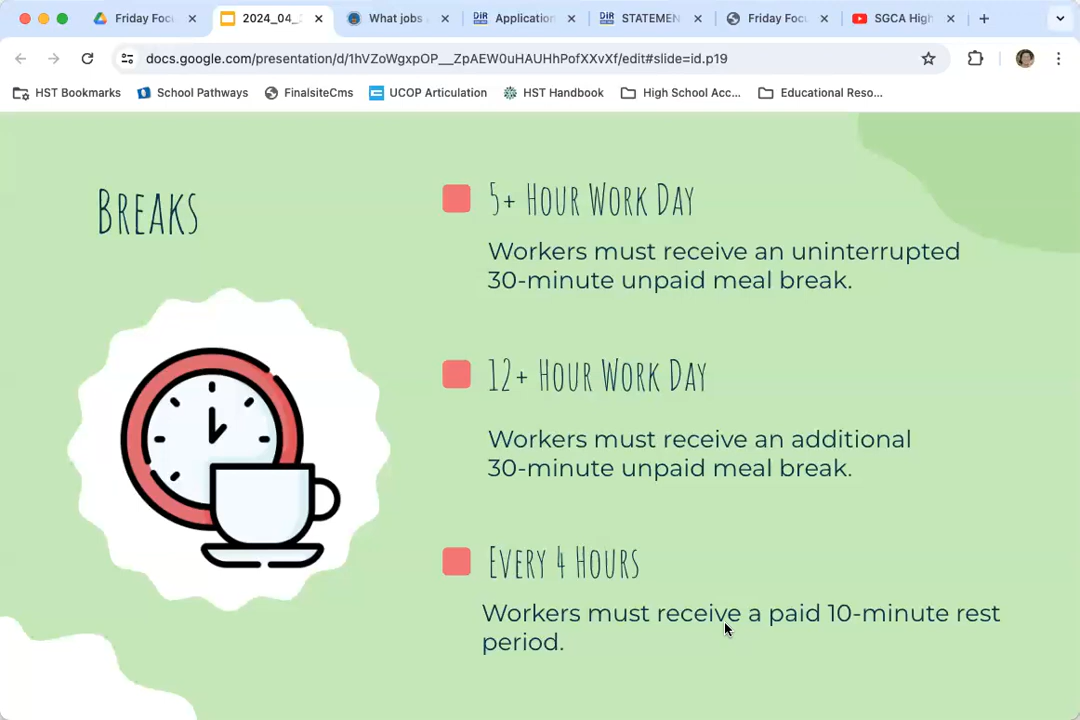 Friday Foc
2024_04_
What jobs
DIR
Application
DIR
STATEMEN
Friday Foc
SGCA High
docs.google.com/presentation/d/1hVZoWgxpOP__ZpAEW0uHAUHhPofXXvXf/edit#slide=id.p19
HST Bookmarks
School Pathways
FinalsiteCms
UCOP Articulation
HST Handbook
High School Acc...
Educational Reso...
Breaks
5+ Hour Work Day
Workers must receive an uninterrupted
30-minute unpaid meal break.
12+ Hour Work Day
Workers must receive an additional
30-minute unpaid meal break.
Every 4 Hours
Workers must receive a paid 10-minute rest
period.